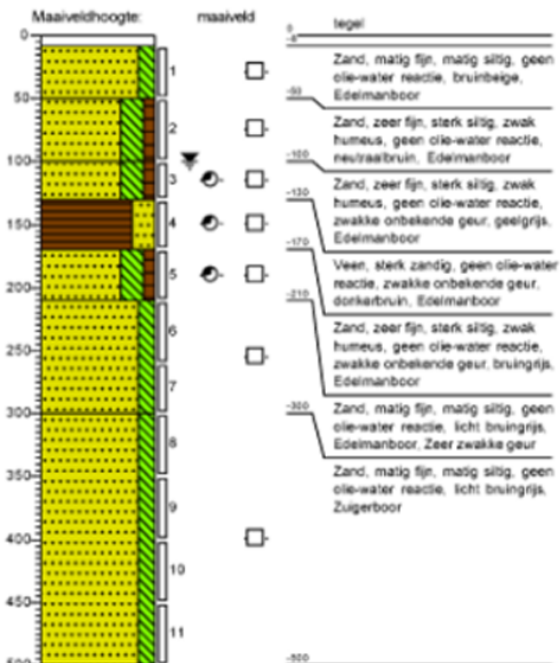 Maaiveldhoogte:
maaiveld
0
50
100
150
200
250
300
350
400
450
500
1
2
3
4
5
6
7
8
9
10
11
0
tegel
-8
Zand, matig fijn, matig siltig, geen
olie-water reactie, bruinbeige,
Edelmanboor
-50
Zand, zeer fijn, sterk siltig, zwak
humeus, geen olie-water reactie,
neutraalbruin, Edelmanboor
-100
Zand, zeer fijn, sterk siltig, zwak
humeus, geen olie-water reactie,
zwakke onbekende geur, geelgrijs,
Edelmanboor
-130
Veen, sterk zandig, geen olie-water
reactie, zwakke onbekende geur,
donkerbruin, Edelmanboor
-170
Zand, zeer fijn, sterk siltig, zwak
humeus, geen olie-water reactie,
zwakke onbekende geur, bruingrijs,
Edelmanboor
-210
Zand, matig fijn, matig siltig, geen
olie-water reactie, licht bruingrijs,
Edelmanboor, Zeer zwakke geur
-300
Zand, matig fijn, matig siltig, geen
olie-water reactie, licht bruingrijs,
Zuigerboor
-500